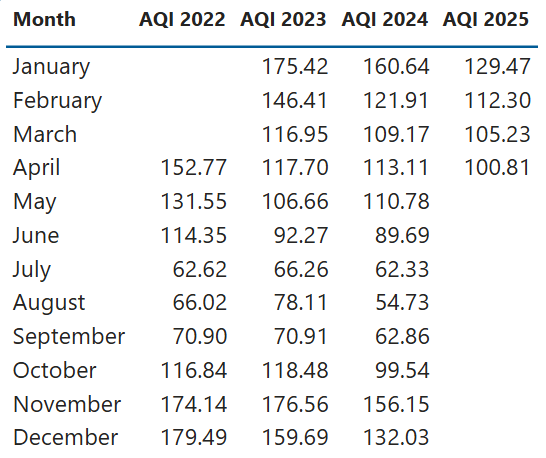 Month AQI 2022 AQI 2023 AQI 2024 AQI 2025
January 175.42 160.64 129.47
February 146.41 121.91 112.30
March 116.95 109.17 105.23
April 152.77 117.70 113.11 100.81
May 131.55 106.66 110.78
June 114.35 92.27 89.69
July 62.62 66.26 62.33
August 66.02 78.11 54.73
September 70.90 70.91 62.86
October 116.84 118.48 99.54
November 174.14 176.56 156.15
December 179.49 159.69 132.03